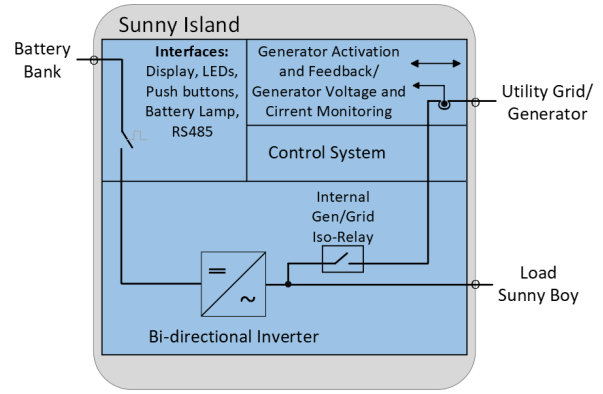 Sunny Island
Battery
Bank
Interfaces:
Display, LEDs,
Push buttons,
Battery Lamp,
RS485
Generator Activation
and Feedback/
Generator Voltage and
Cirrent Monitoring
Utility Grid/
Generator
Control System
Internal
Gen/Grid
Iso-Relay
Load
Sunny Boy
Bi-directional Inverter